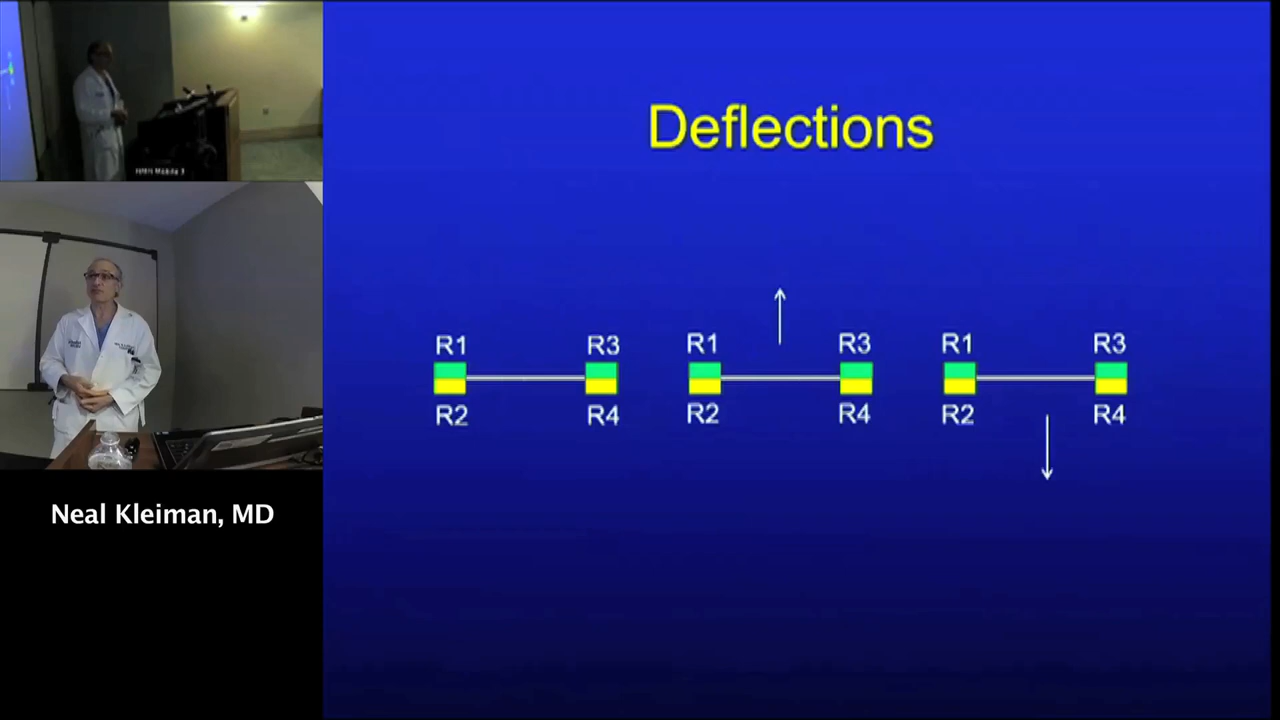 Deflections
R1 R3 R1 R3 R1 R3
R2 R4 R2 R4 R2 R4
Neal Kleiman, MD